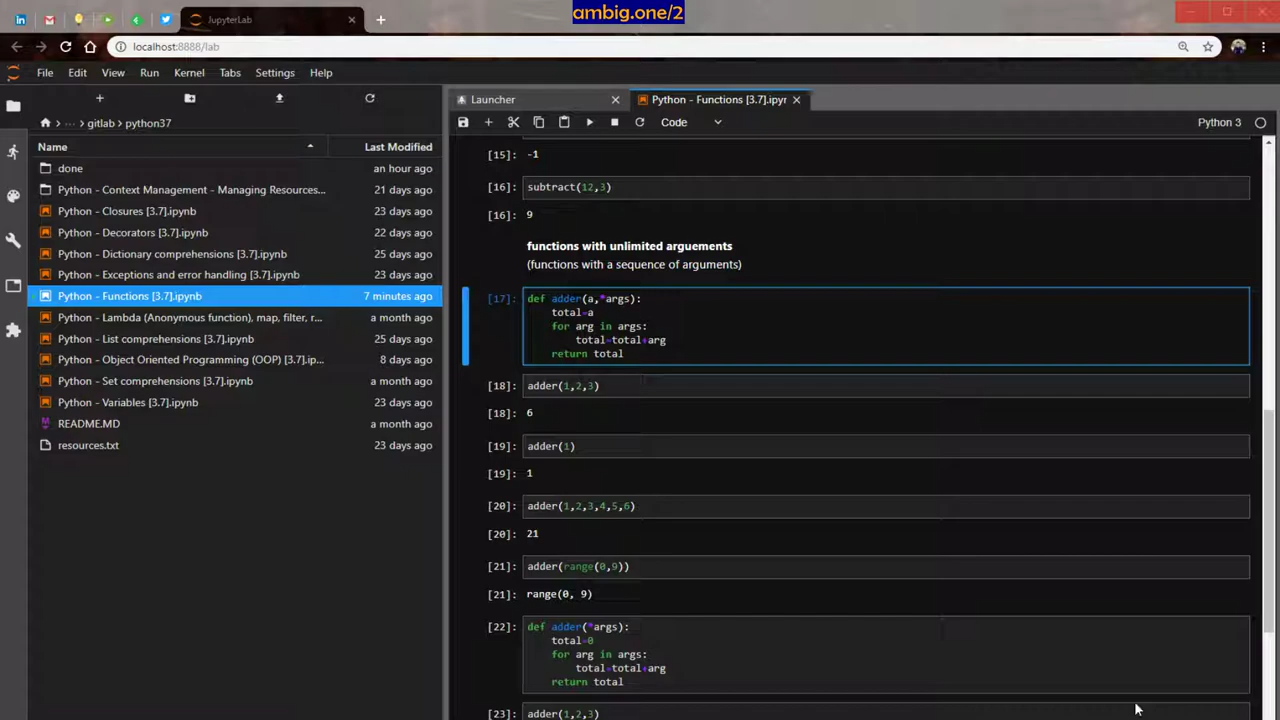 ambig.one/2
JupyterLab
localhost:8888/lab
File Edit View Run Kernel Tabs Settings Help
gitlab python37
Name Last Modified
done an hour ago
Python - Context Management - Managing Resources... 21 days ago
Python - Closures [3.7].ipynb 23 days ago
Python - Decorators [3.7].ipynb 22 days ago
Python - Dictionary comprehensions [3.7].ipynb 25 days ago
Python - Exceptions and error handling [3.7].ipynb 23 days ago
Python - Functions [3.7].ipynb 7 minutes ago
Python - Lambda (Anonymous function), map, filter, r... a month ago
Python - List comprehensions [3.7].ipynb 25 days ago
Python - Object Oriented Programming (OOP) [3.7].ip... 8 days ago
Python - Set comprehensions [3.7].ipynb a month ago
Python - Variables [3.7].ipynb 23 days ago
README.MD a month ago
resources.txt 23 days ago
Launcher Python - Functions [3.7].ipyr
Code Python 3
[15]: -1
[16]: subtract(12,3)
[16]: 9
functions with unlimited arguements
(functions with a sequence of arguments)
[17]: def adder(a,*args):
total=a
for arg in args:
total=total+arg
return total
[18]: adder(1,2,3)
[18]: 6
[19]: adder(1)
[19]: 1
[20]: adder(1,2,3,4,5,6)
[20]: 21
[21]: adder(range(0,9))
[21]: range(0, 9)
[22]: def adder(*args):
total=0
for arg in args:
total=total+arg
return total
[23]: adder(1,2,3)